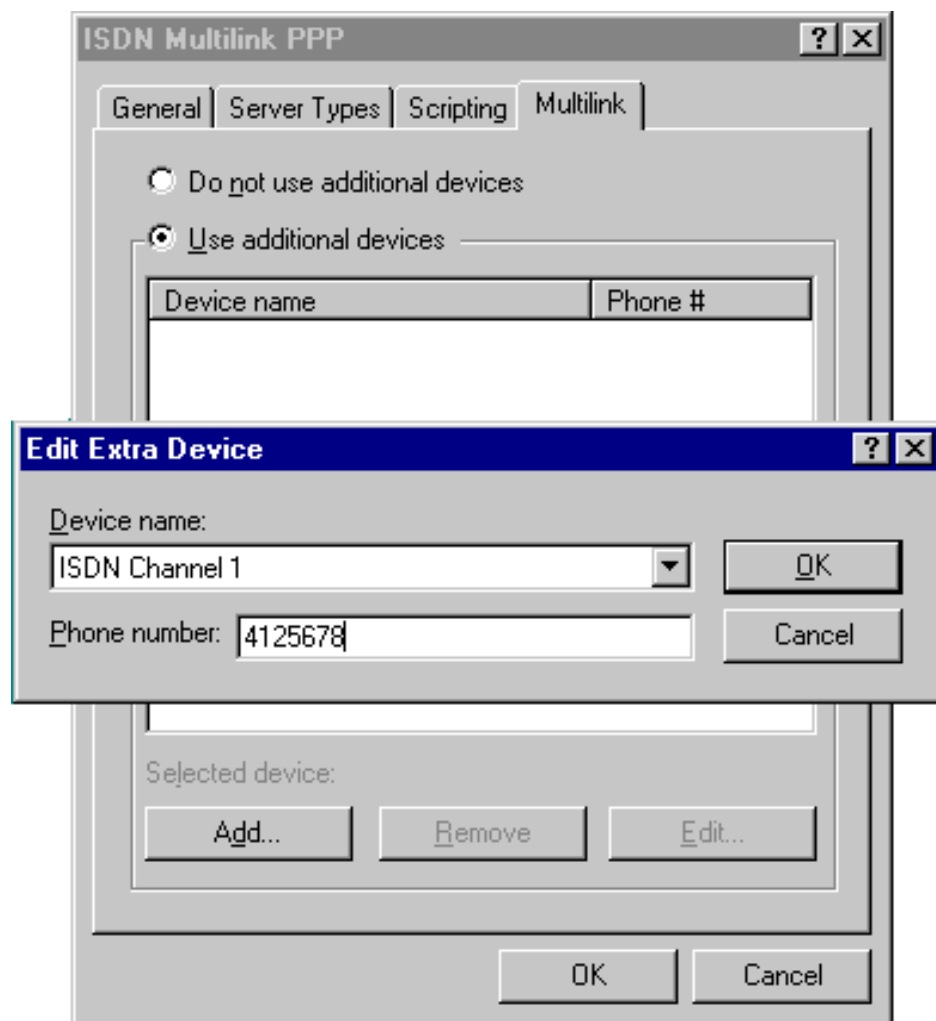 ISDN Multilink PPP
General Server Types Scripting Multilink
Do not use additional devices
Use additional devices
Device name Phone #
Edit Extra Device
Device name:
ISDN Channel 1 OK
Phone number: 4125678 Cancel
Selected device:
Add... Remove Edit...
OK Cancel